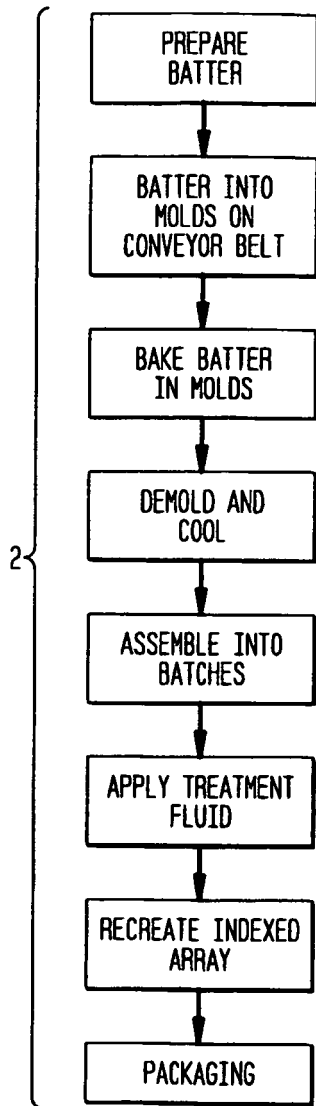 PREPARE
BATTER
BATTER INTO
MOLDS ON
CONVEYOR BELT
BAKE BATTER
IN MOLDS
DEMOLD AND
COOL
2
ASSEMBLE INTO
BATCHES
APPLY TREATMENT
FLUID
RECREATE INDEXED
ARRAY
PACKAGING